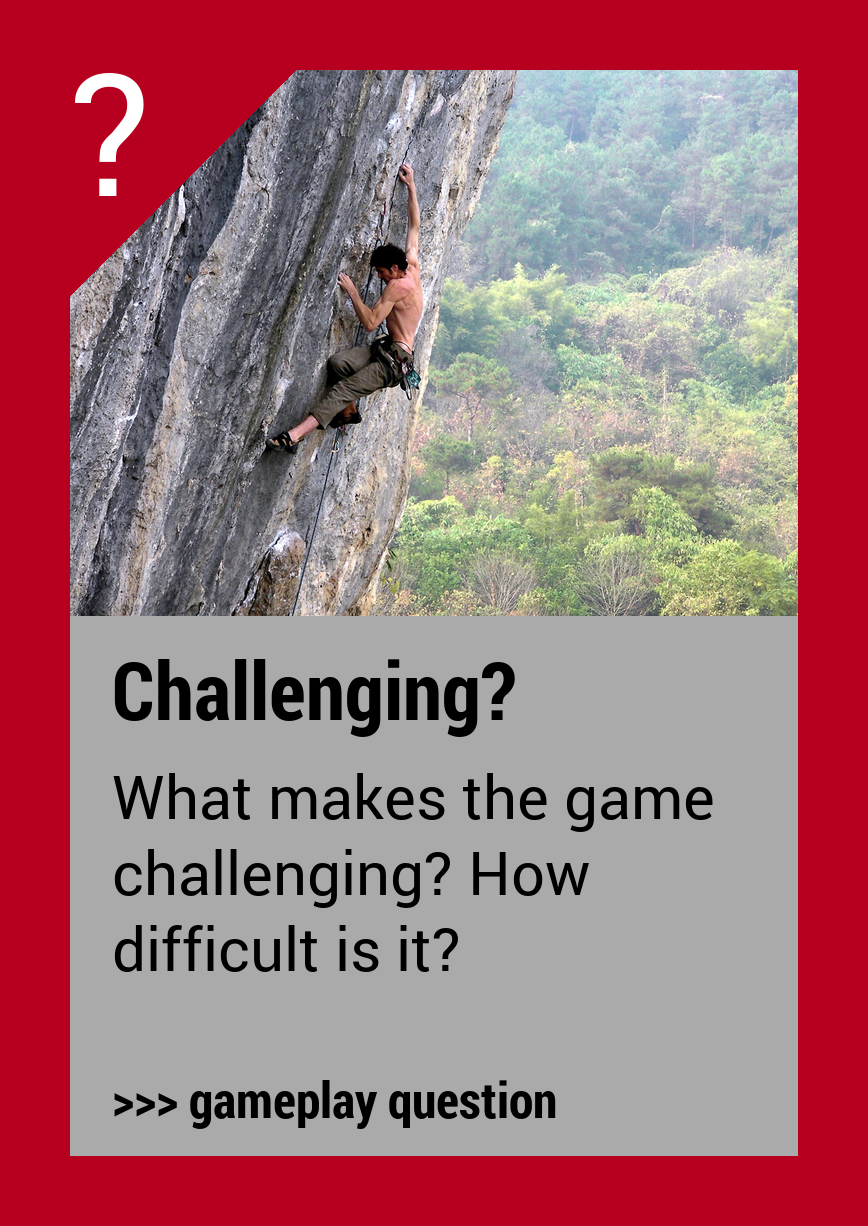 ?
Challenging?
What makes the game
challenging? How
difficult is it?
>>> gameplay question